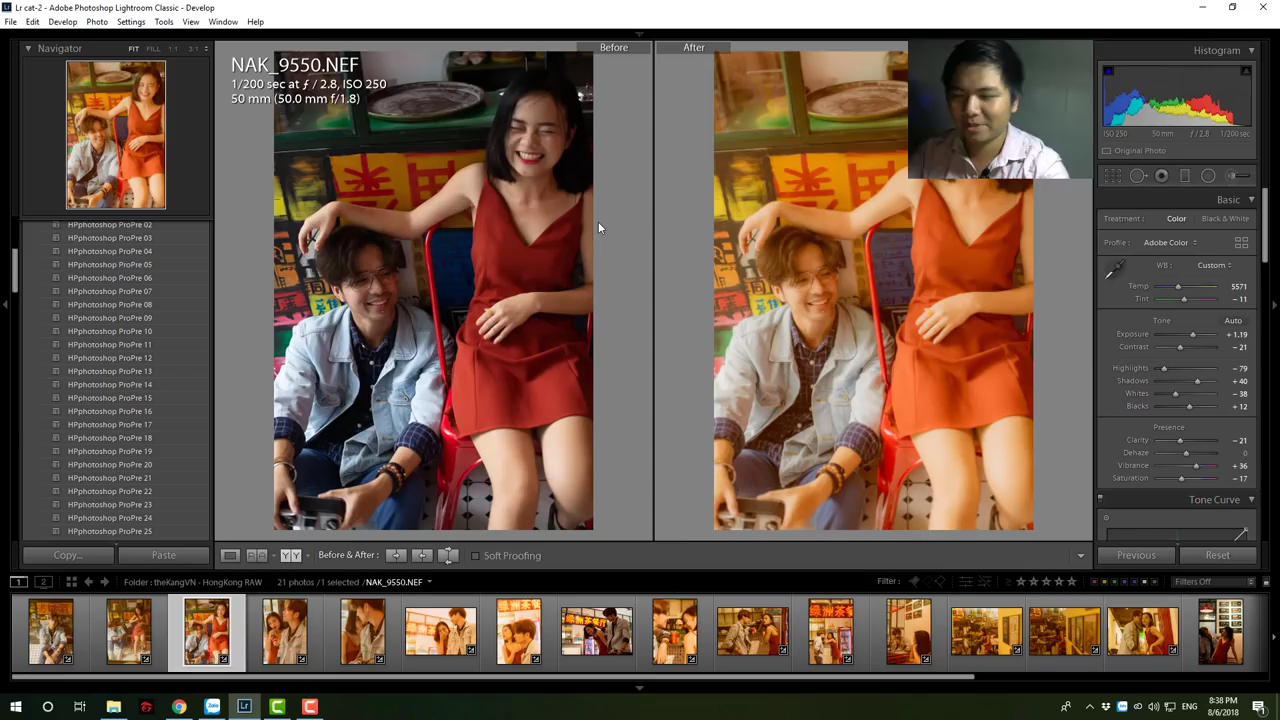 Lr cat-2 - Adobe Photoshop Lightroom Classic - Develop
File Edit Develop Photo Settings Tools View Window Help
Navigator FIT FILL 1:1 3:1
HPphotoshop ProPre 02
HPphotoshop ProPre 03
HPphotoshop ProPre 04
HPphotoshop ProPre 05
HPphotoshop ProPre 06
HPphotoshop ProPre 07
HPphotoshop ProPre 08
HPphotoshop ProPre 09
HPphotoshop ProPre 10
HPphotoshop ProPre 11
HPphotoshop ProPre 12
HPphotoshop ProPre 13
HPphotoshop ProPre 14
HPphotoshop ProPre 15
HPphotoshop ProPre 16
HPphotoshop ProPre 17
HPphotoshop ProPre 18
HPphotoshop ProPre 19
HPphotoshop ProPre 20
HPphotoshop ProPre 21
HPphotoshop ProPre 22
HPphotoshop ProPre 23
HPphotoshop ProPre 24
HPphotoshop ProPre 25
Copy... Paste
Before After
NAK_9550.NEF
1/200 sec at ƒ / 2.8, ISO 250
50 mm (50.0 mm f/1.8)
Histogram
ISO 250 50 mm ƒ / 2.8 1/200 sec
Original Photo
Basic
Treatment: Color Black & White
Profile: Adobe Color
WB: Custom
Temp 5571
Tint − 11
Tone Auto
Exposure + 1.19
Contrast − 21
Highlights − 79
Shadows + 40
Whites − 38
Blacks + 12
Presence
Clarity − 21
Dehaze 0
Vibrance + 36
Saturation − 17
Tone Curve
Previous Reset
Before & After : Soft Proofing
1 2 Folder : theKangVN - HongKong RAW 21 photos / 1 selected / NAK_9550.NEF Filter : Filters Off
Zalo Lr C C
ENG 8:38 PM
8/6/2018 1